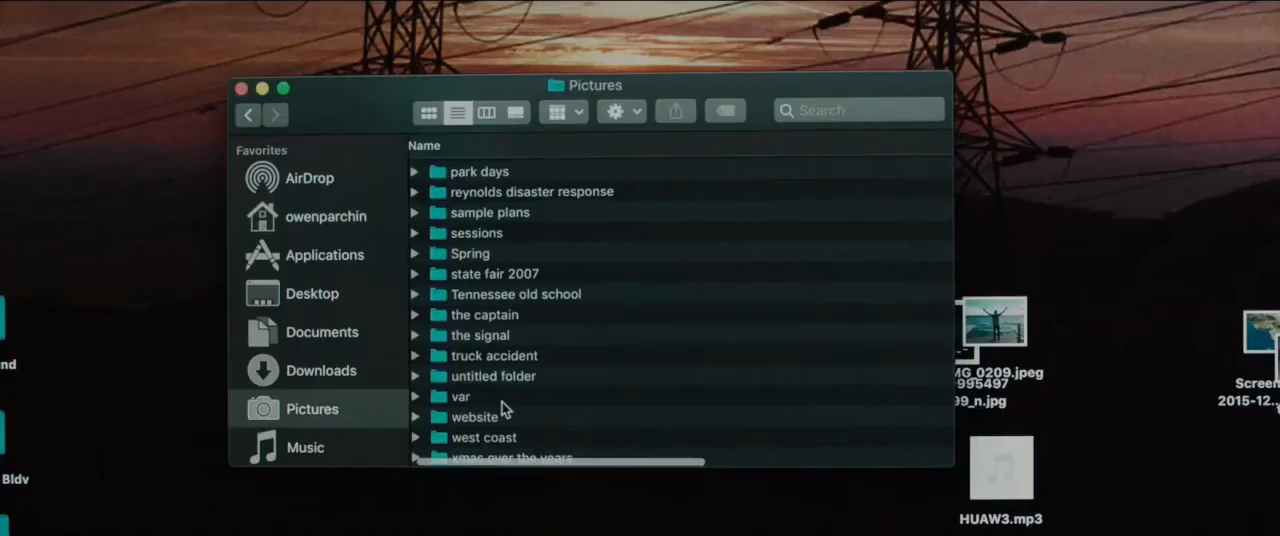 Pictures
Search
Favorites
AirDrop
owenparchin
Applications
Desktop
Documents
Downloads
Pictures
Music
Name
park days
reynolds disaster response
sample plans
sessions
Spring
state fair 2007
Tennessee old school
the captain
the signal
truck accident
untitled folder
var
website
west coast
xmas over the years
nd
Bldv
MG_0209.jpeg
995497
99_n.jpg
HUAW3.mp3
Screen
2015-12...